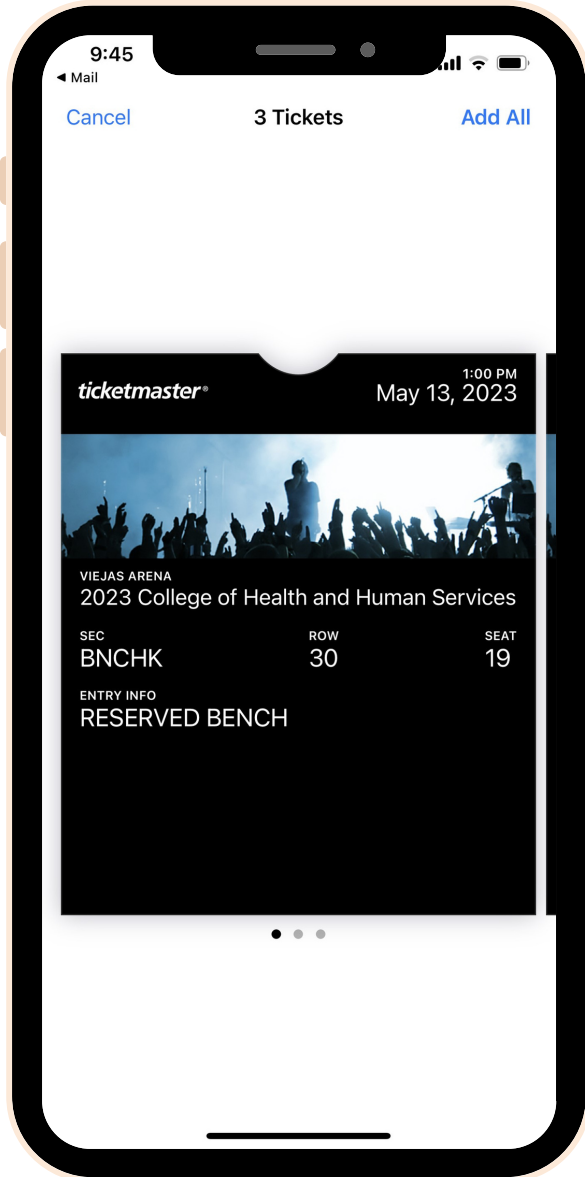 9:45
◀ Mail
Cancel 3 Tickets Add All
ticketmaster®
1:00 PM
May 13, 2023
VIEJAS ARENA
2023 College of Health and Human Services
SEC ROW SEAT
BNCHK 30 19
ENTRY INFO
RESERVED BENCH